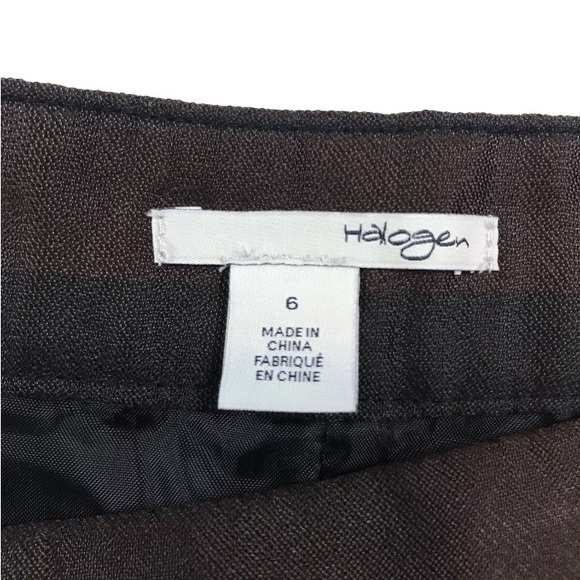 Halogen
6
MADE IN
CHINA
FABRIQUÉ
EN CHINE